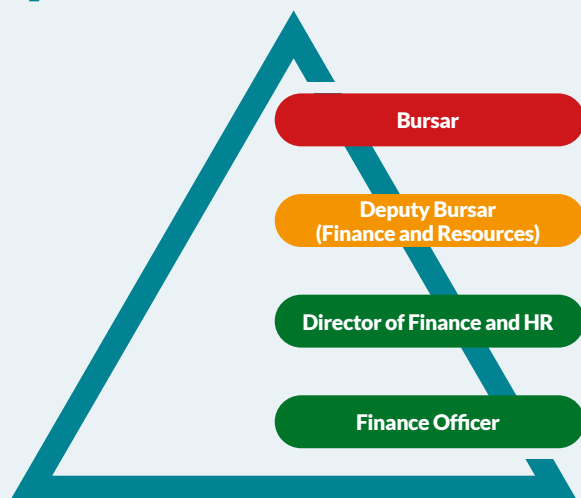 Bursar
Deputy Bursar
(Finance and Resources)
Director of Finance and HR
Finance Officer